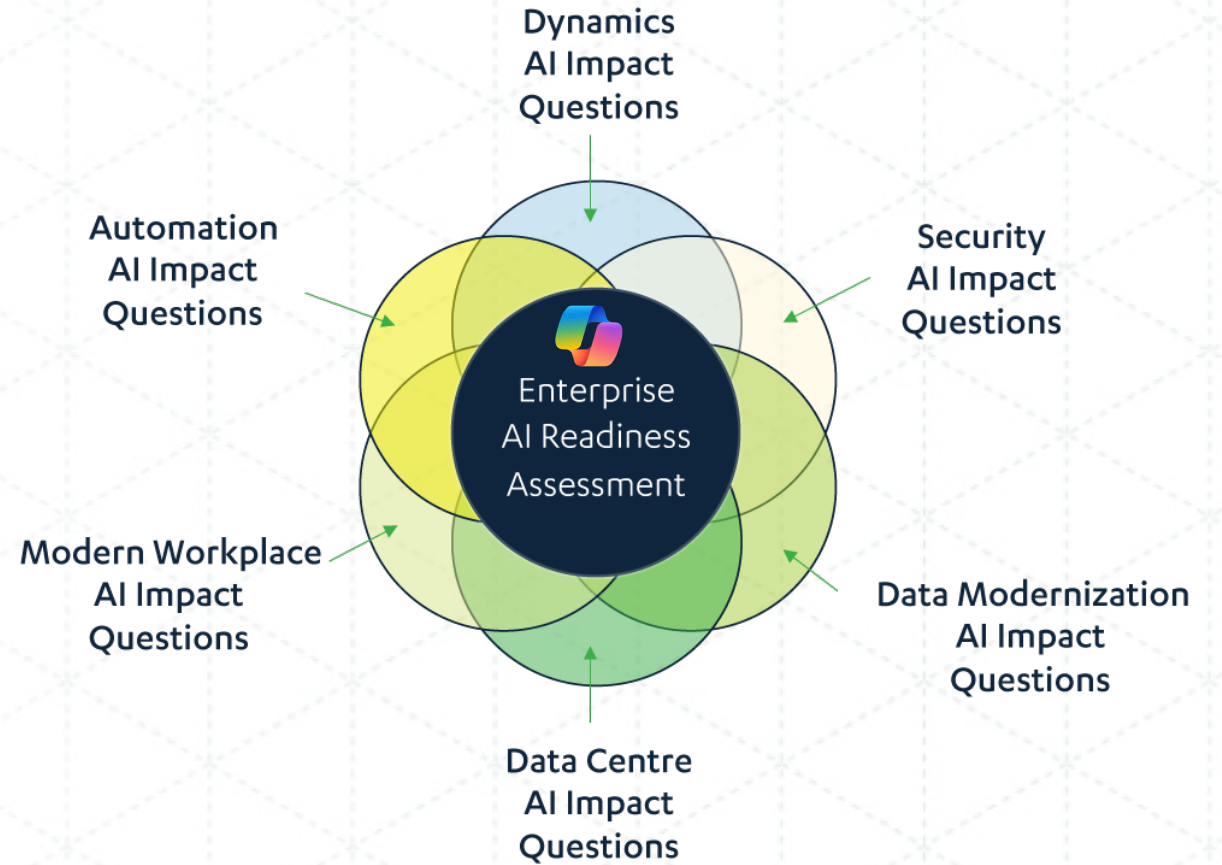 Dynamics
AI Impact
Questions
Automation
AI Impact
Questions
Security
AI Impact
Questions
Enterprise
AI Readiness
Assessment
Modern Workplace
AI Impact
Questions
Data Modernization
AI Impact
Questions
Data Centre
AI Impact
Questions